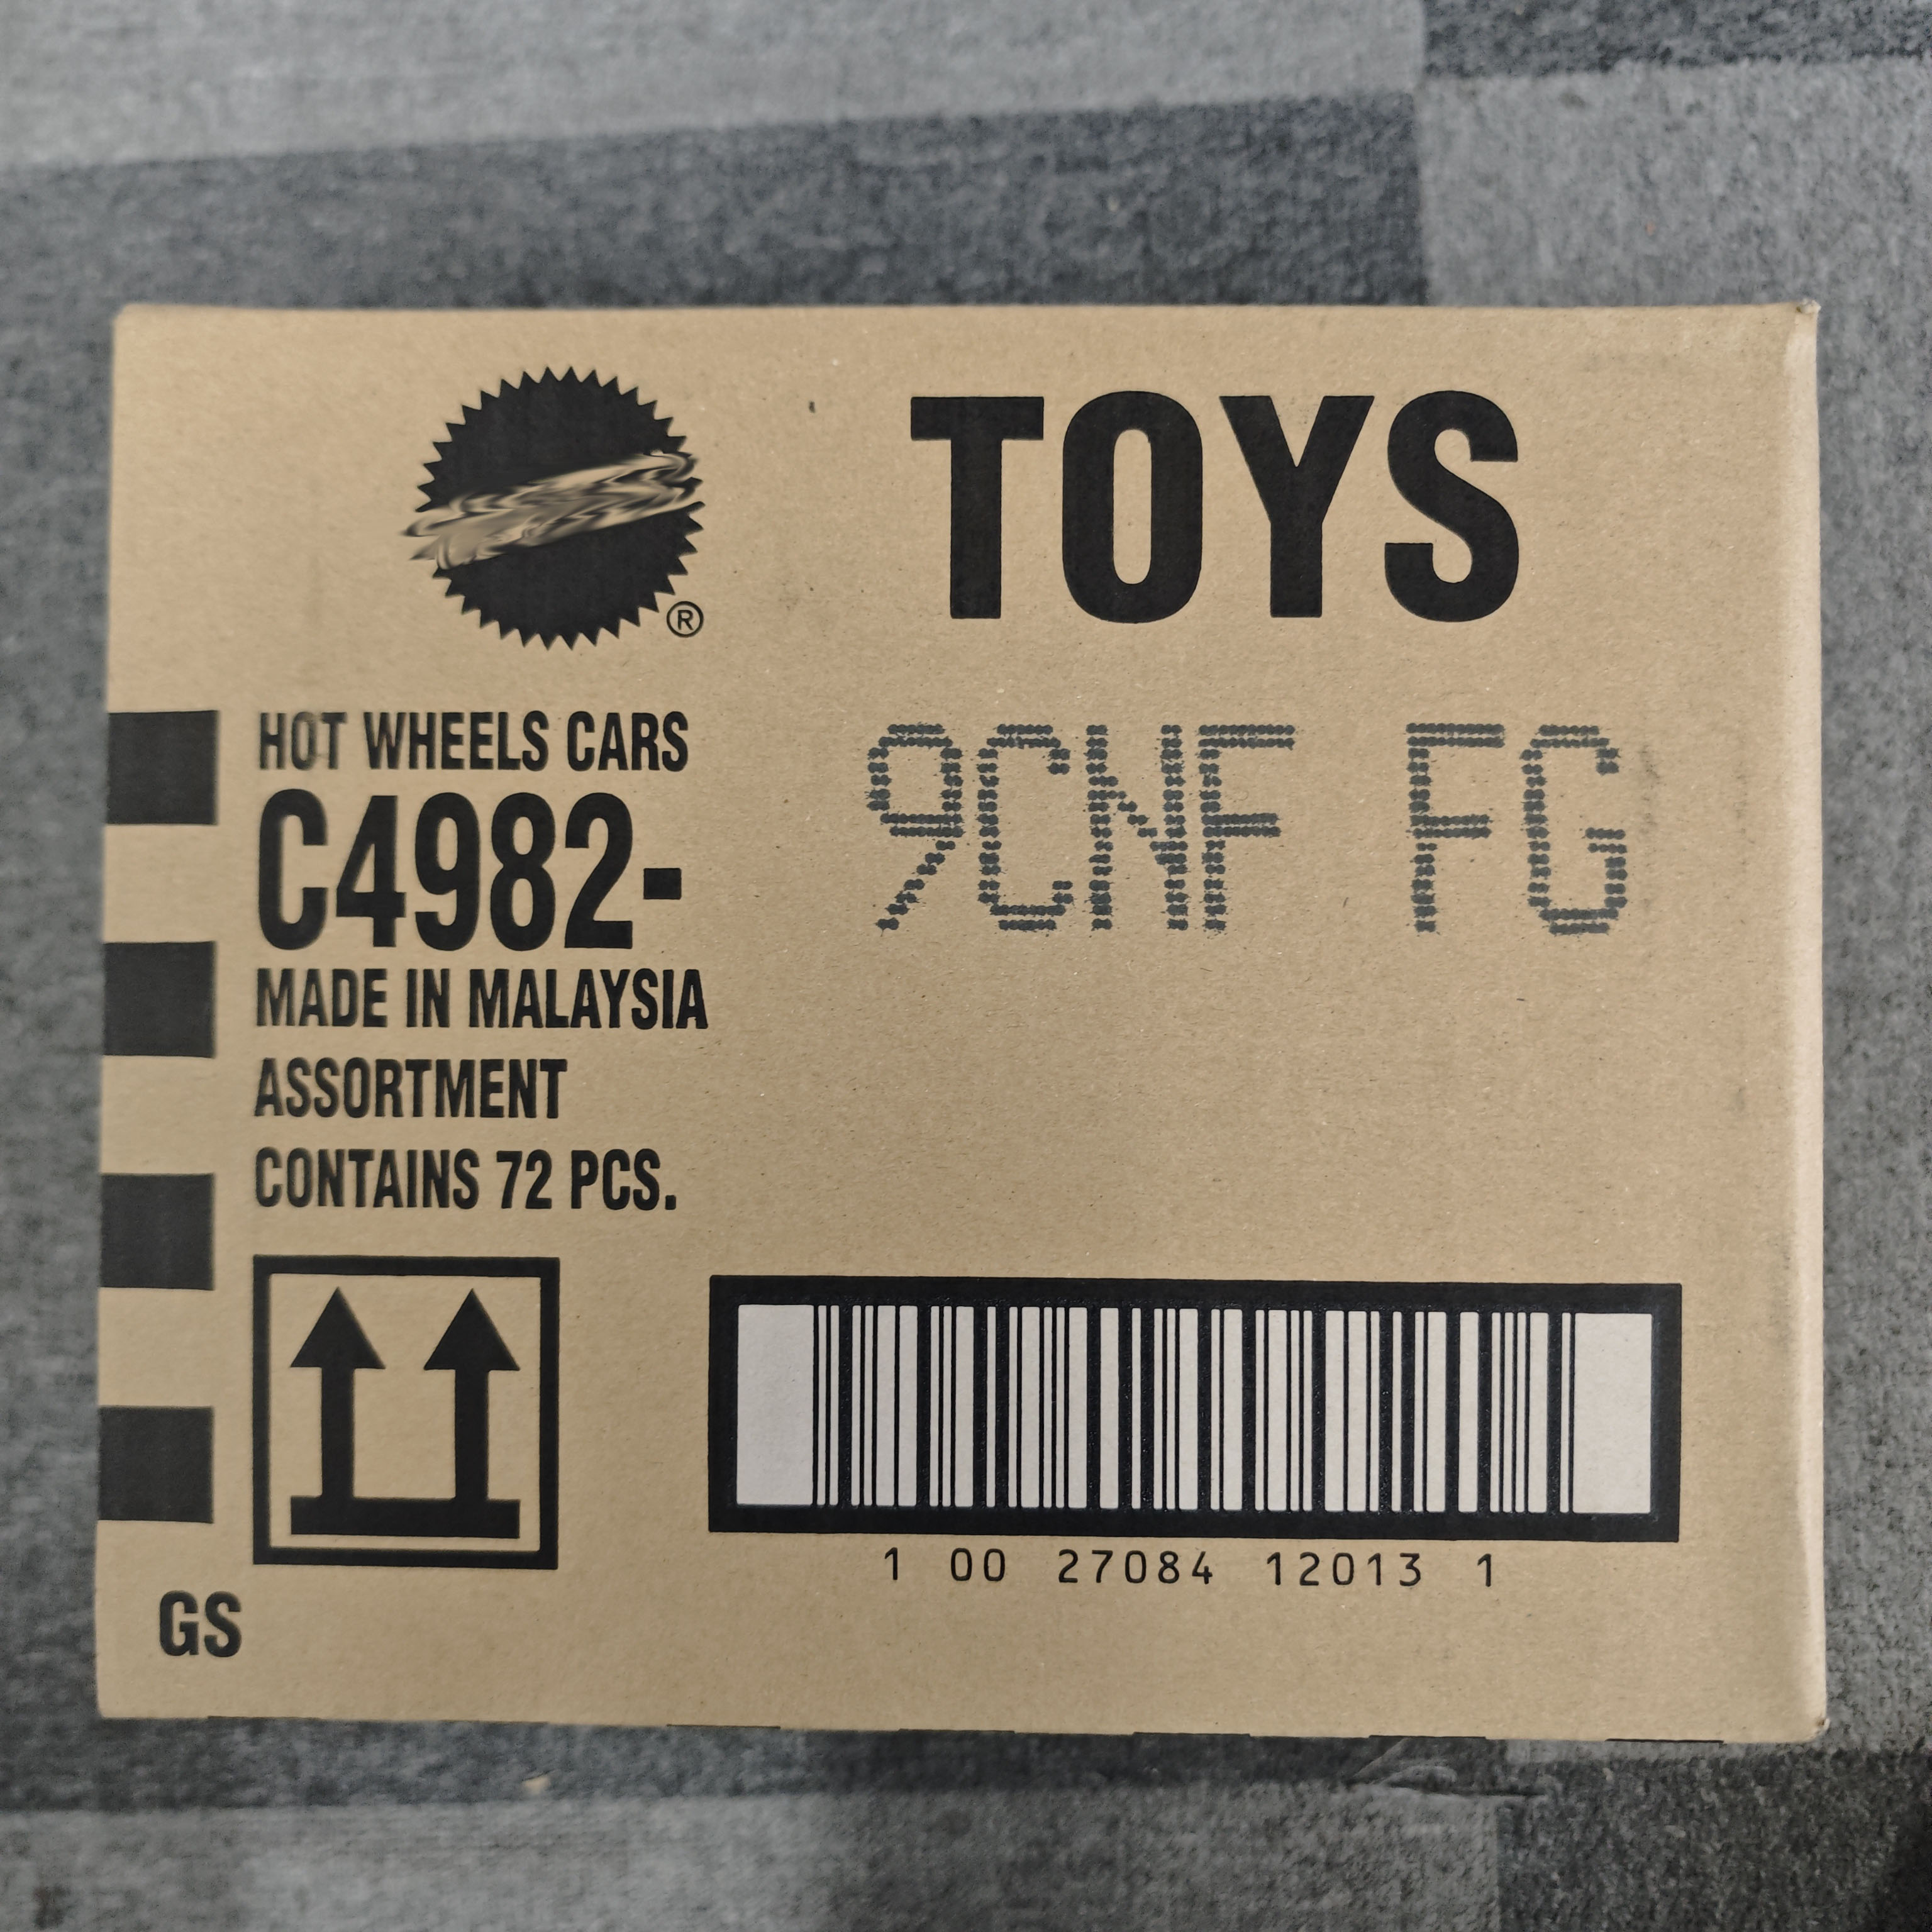 TOYS
®
HOT WHEELS CARS
C4982-
9CNF FG
MADE IN MALAYSIA
ASSORTMENT
CONTAINS 72 PCS.
1 00 27084 12013 1
GS